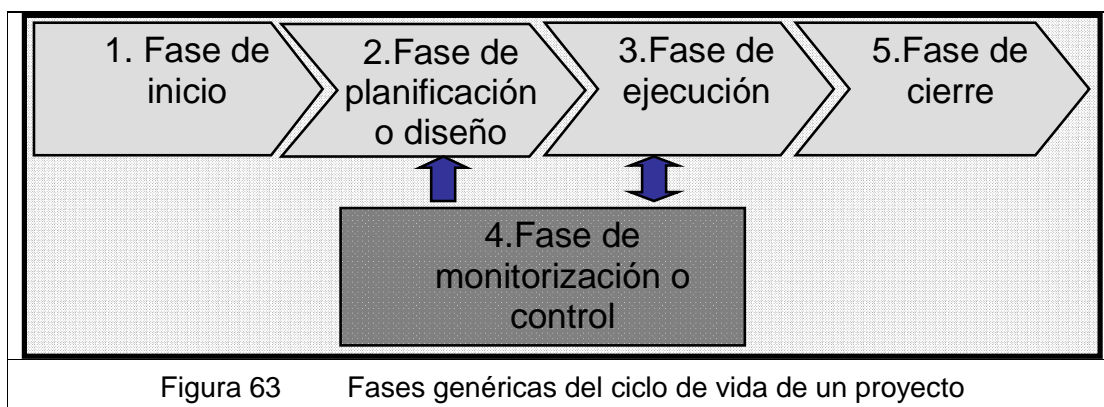 1. Fase de
inicio
2.Fase de
planificación
o diseño
3.Fase de
ejecución
5.Fase de
cierre
4.Fase de
monitorización o
control
Figura 63 Fases genéricas del ciclo de vida de un proyecto